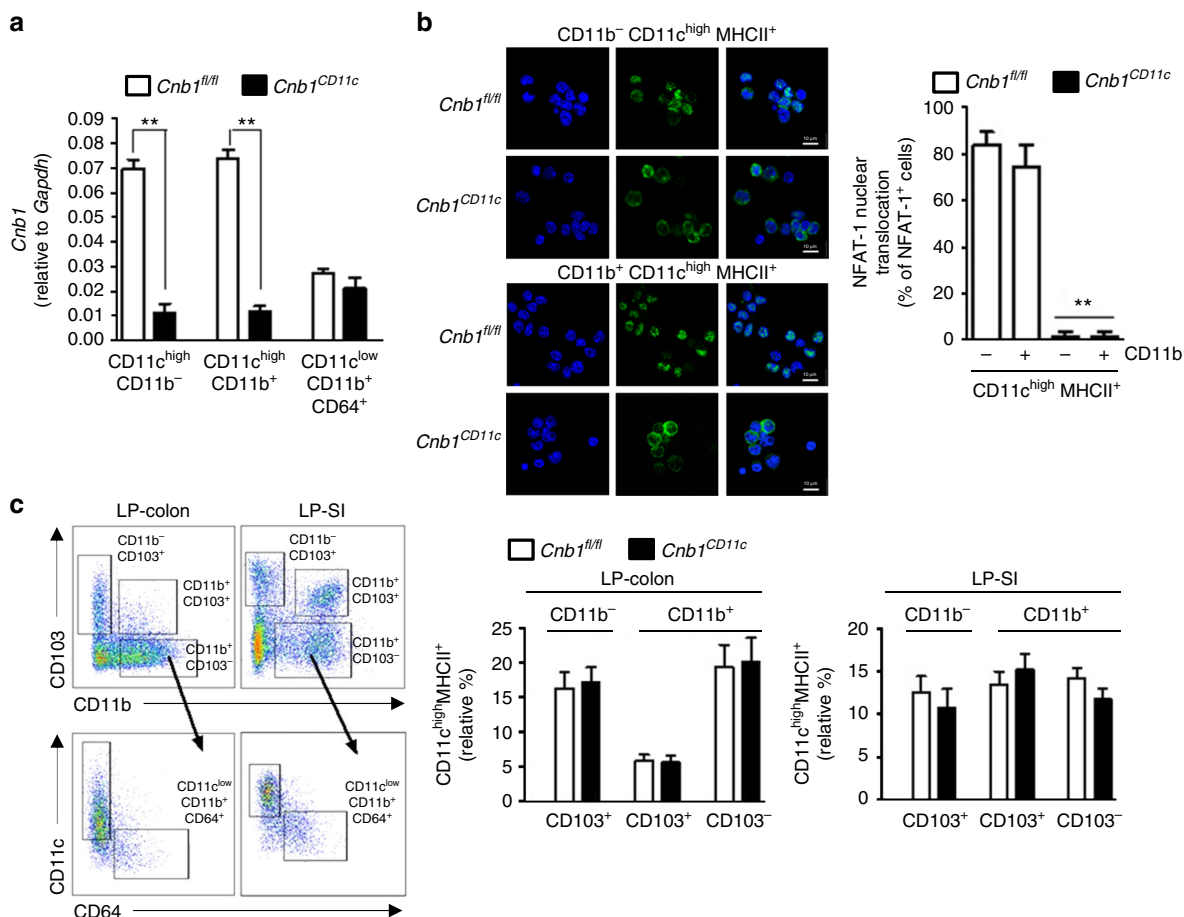 a
Cnb1fl/fl
Cnb1CD11c
**
**
0.09
0.08
0.07
0.06
0.05
0.04
0.03
0.02
0.01
0.00
Cnb1
(relative to Gapdh)
CD11chigh
CD11b−
CD11chigh
CD11b+
CD11clow
CD11b+
CD64+
b
CD11b− CD11chigh MHCII+
Cnb1fl/fl
10 μm
Cnb1CD11c
10 μm
CD11b+ CD11chigh MHCII+
Cnb1fl/fl
10 μm
Cnb1CD11c
10 μm
Cnb1fl/fl
Cnb1CD11c
100
80
60
40
20
0
NFAT-1 nuclear
translocation
(% of NFAT-1+ cells)
**
− + − + CD11b
CD11chigh MHCII+
c
LP-colon
LP-SI
CD11b−
CD103+
CD11b+
CD103+
CD11b+
CD103−
CD11b−
CD103+
CD11b+
CD103+
CD11b+
CD103−
CD103
CD11b
CD11clow
CD11b+
CD64+
CD11clow
CD11b+
CD64+
CD11c
CD64
Cnb1fl/fl
Cnb1CD11c
LP-colon
CD11b−
CD11b+
25
20
15
10
5
0
CD11chighMHCII+
(relative %)
CD103+ CD103+ CD103−
LP-SI
CD11b−
CD11b+
20
15
10
5
0
CD11chighMHCII+
(relative %)
CD103+ CD103+ CD103−